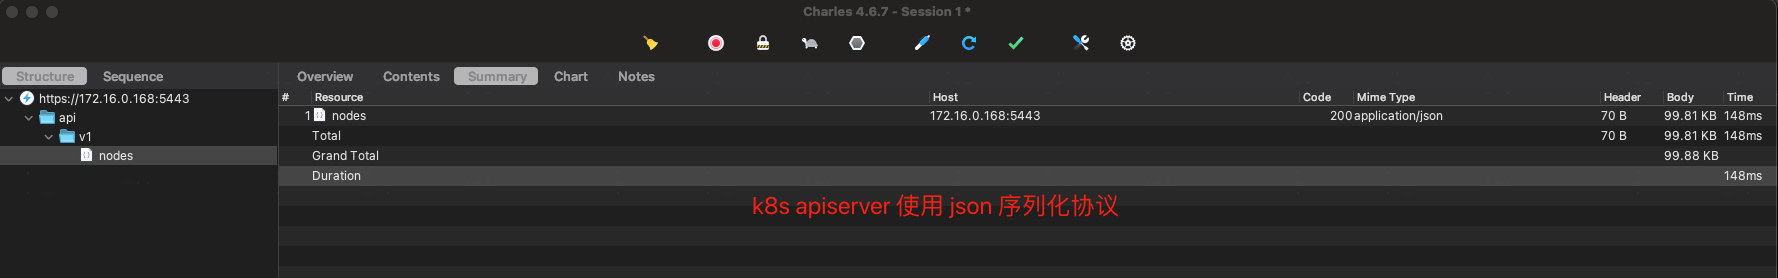 Charles 4.6.7 - Session 1 *
Structure Sequence
Overview Contents Summary Chart Notes
https://172.16.0.168:5443
api
v1
nodes
# Resource Host Code Mime Type Header Body Time
1 nodes 172.16.0.168:5443 200 application/json 70 B 99.81 KB 148ms
Total 70 B 99.81 KB 148ms
Grand Total 99.88 KB
Duration 148ms
k8s apiserver 使用 json 序列化协议